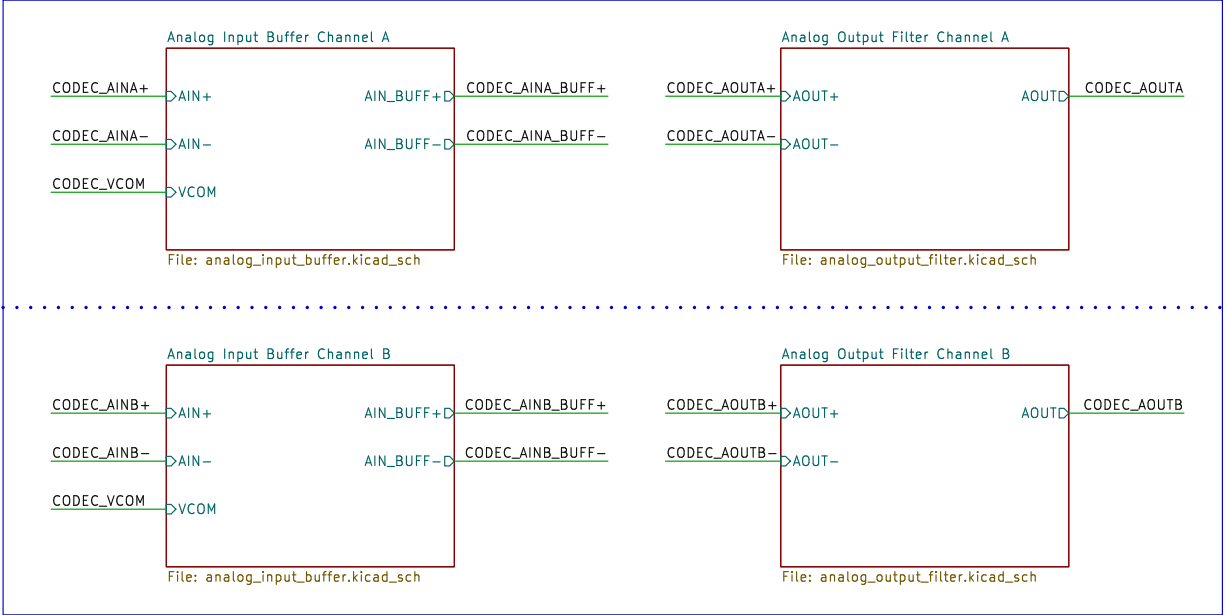 Analog Input Buffer Channel A
CODEC_AINA+
AIN+
AIN_BUFF+
CODEC_AINA_BUFF+
CODEC_AINA-
AIN-
AIN_BUFF-
CODEC_AINA_BUFF-
CODEC_VCOM
VCOM
File: analog_input_buffer.kicad_sch
Analog Output Filter Channel A
CODEC_AOUTA+
AOUT+
AOUT
CODEC_AOUTA
CODEC_AOUTA-
AOUT-
File: analog_output_filter.kicad_sch
Analog Input Buffer Channel B
CODEC_AINB+
AIN+
AIN_BUFF+
CODEC_AINB_BUFF+
CODEC_AINB-
AIN-
AIN_BUFF-
CODEC_AINB_BUFF-
CODEC_VCOM
VCOM
File: analog_input_buffer.kicad_sch
Analog Output Filter Channel B
CODEC_AOUTB+
AOUT+
AOUT
CODEC_AOUTB
CODEC_AOUTB-
AOUT-
File: analog_output_filter.kicad_sch